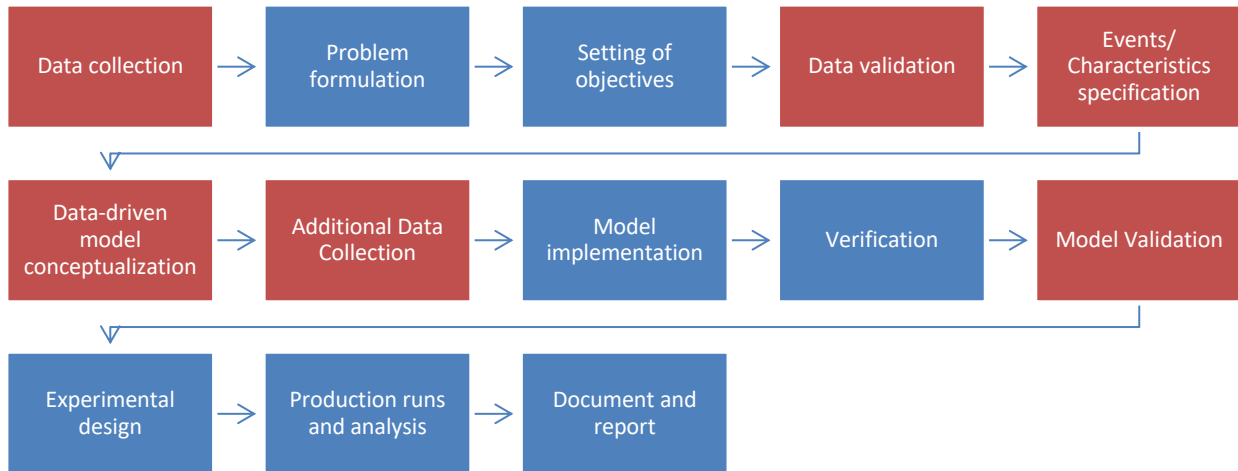 Data collection
Problem
formulation
Setting of
objectives
Data validation
Events/
Characteristics
specification
Data-driven
model
conceptualization
Additional Data
Collection
Model
implementation
Verification
Model Validation
Experimental
design
Production runs
and analysis
Document and
report